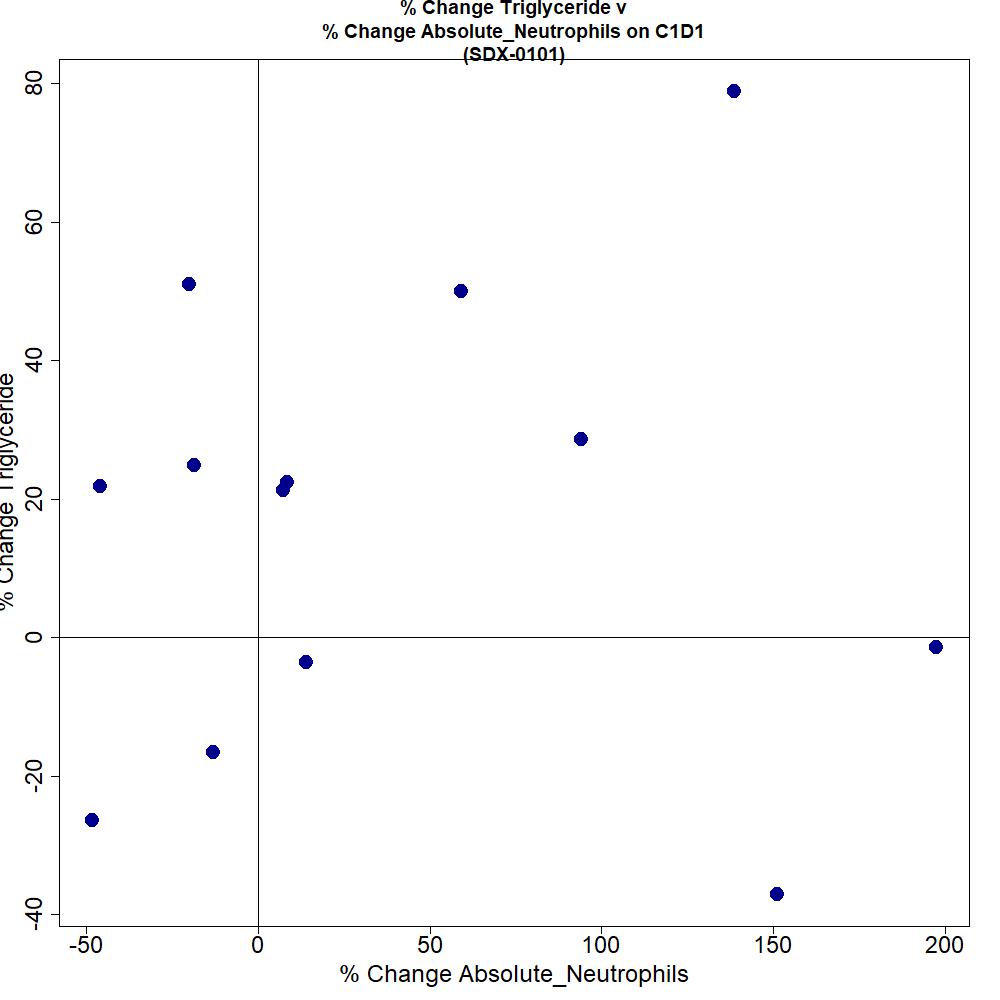 % Change Triglyceride v
% Change Absolute_Neutrophils on C1D1
(SDX-0101)
% Change Triglyceride
80
60
40
20
0
-20
-40
-50
0
50
100
150
200
% Change Absolute_Neutrophils